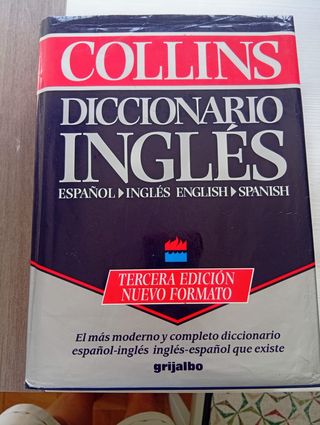 COLLINS
DICCIONARIO
INGLÉS
ESPAÑOL▶INGLÉS ENGLISH▶SPANISH
TERCERA EDICIÓN
NUEVO FORMATO
El más moderno y completo diccionario
español-inglés inglés-español que existe
grijalbo